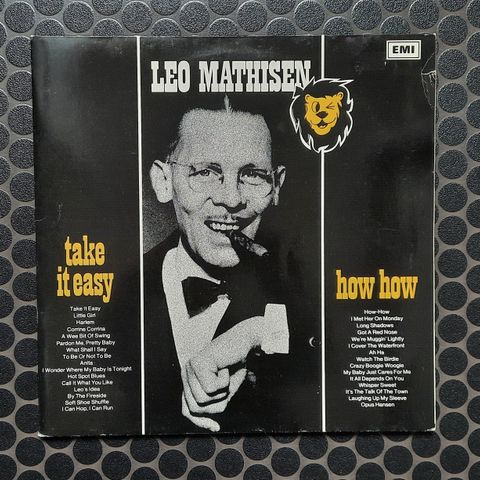 EMI
LEO MATHISEN
take
it easy
Take It Easy
Little Girl
Harlem
Corrine Corrina
A Wee Bit Of Swing
Pardon Me, Pretty Baby
What Shall I Say
To Be Or Not To Be
Anita
I Wonder Where My Baby Is Tonight
Hot Spot Blues
Call It What You Like
Leo's Idea
By The Fireside
Soft Shoe Shuffle
I Can Hop, I Can Run
how how
How-How
I Met Her On Monday
Long Shadows
Got A Red Nose
We're Muggin' Lightly
I Cover The Waterfront
Ah Ha
Watch The Birdie
Crazy Boogie Woogie
My Baby Just Cares For Me
It All Depends On You
Whisper Sweet
It's The Talk Of The Town
Laughing Up My Sleeve
Opus Hansen